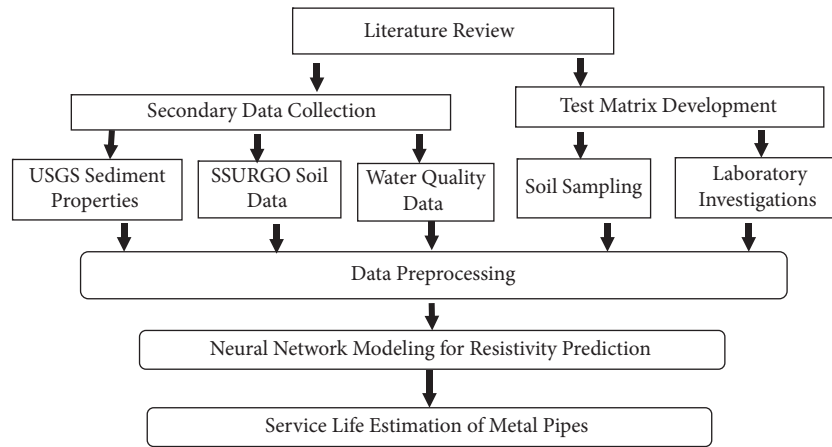 Literature Review
Secondary Data Collection
Test Matrix Development
USGS Sediment
Properties
SSURGO Soil
Data
Water Quality
Data
Soil Sampling
Laboratory
Investigations
Data Preprocessing
Neural Network Modeling for Resistivity Prediction
Service Life Estimation of Metal Pipes